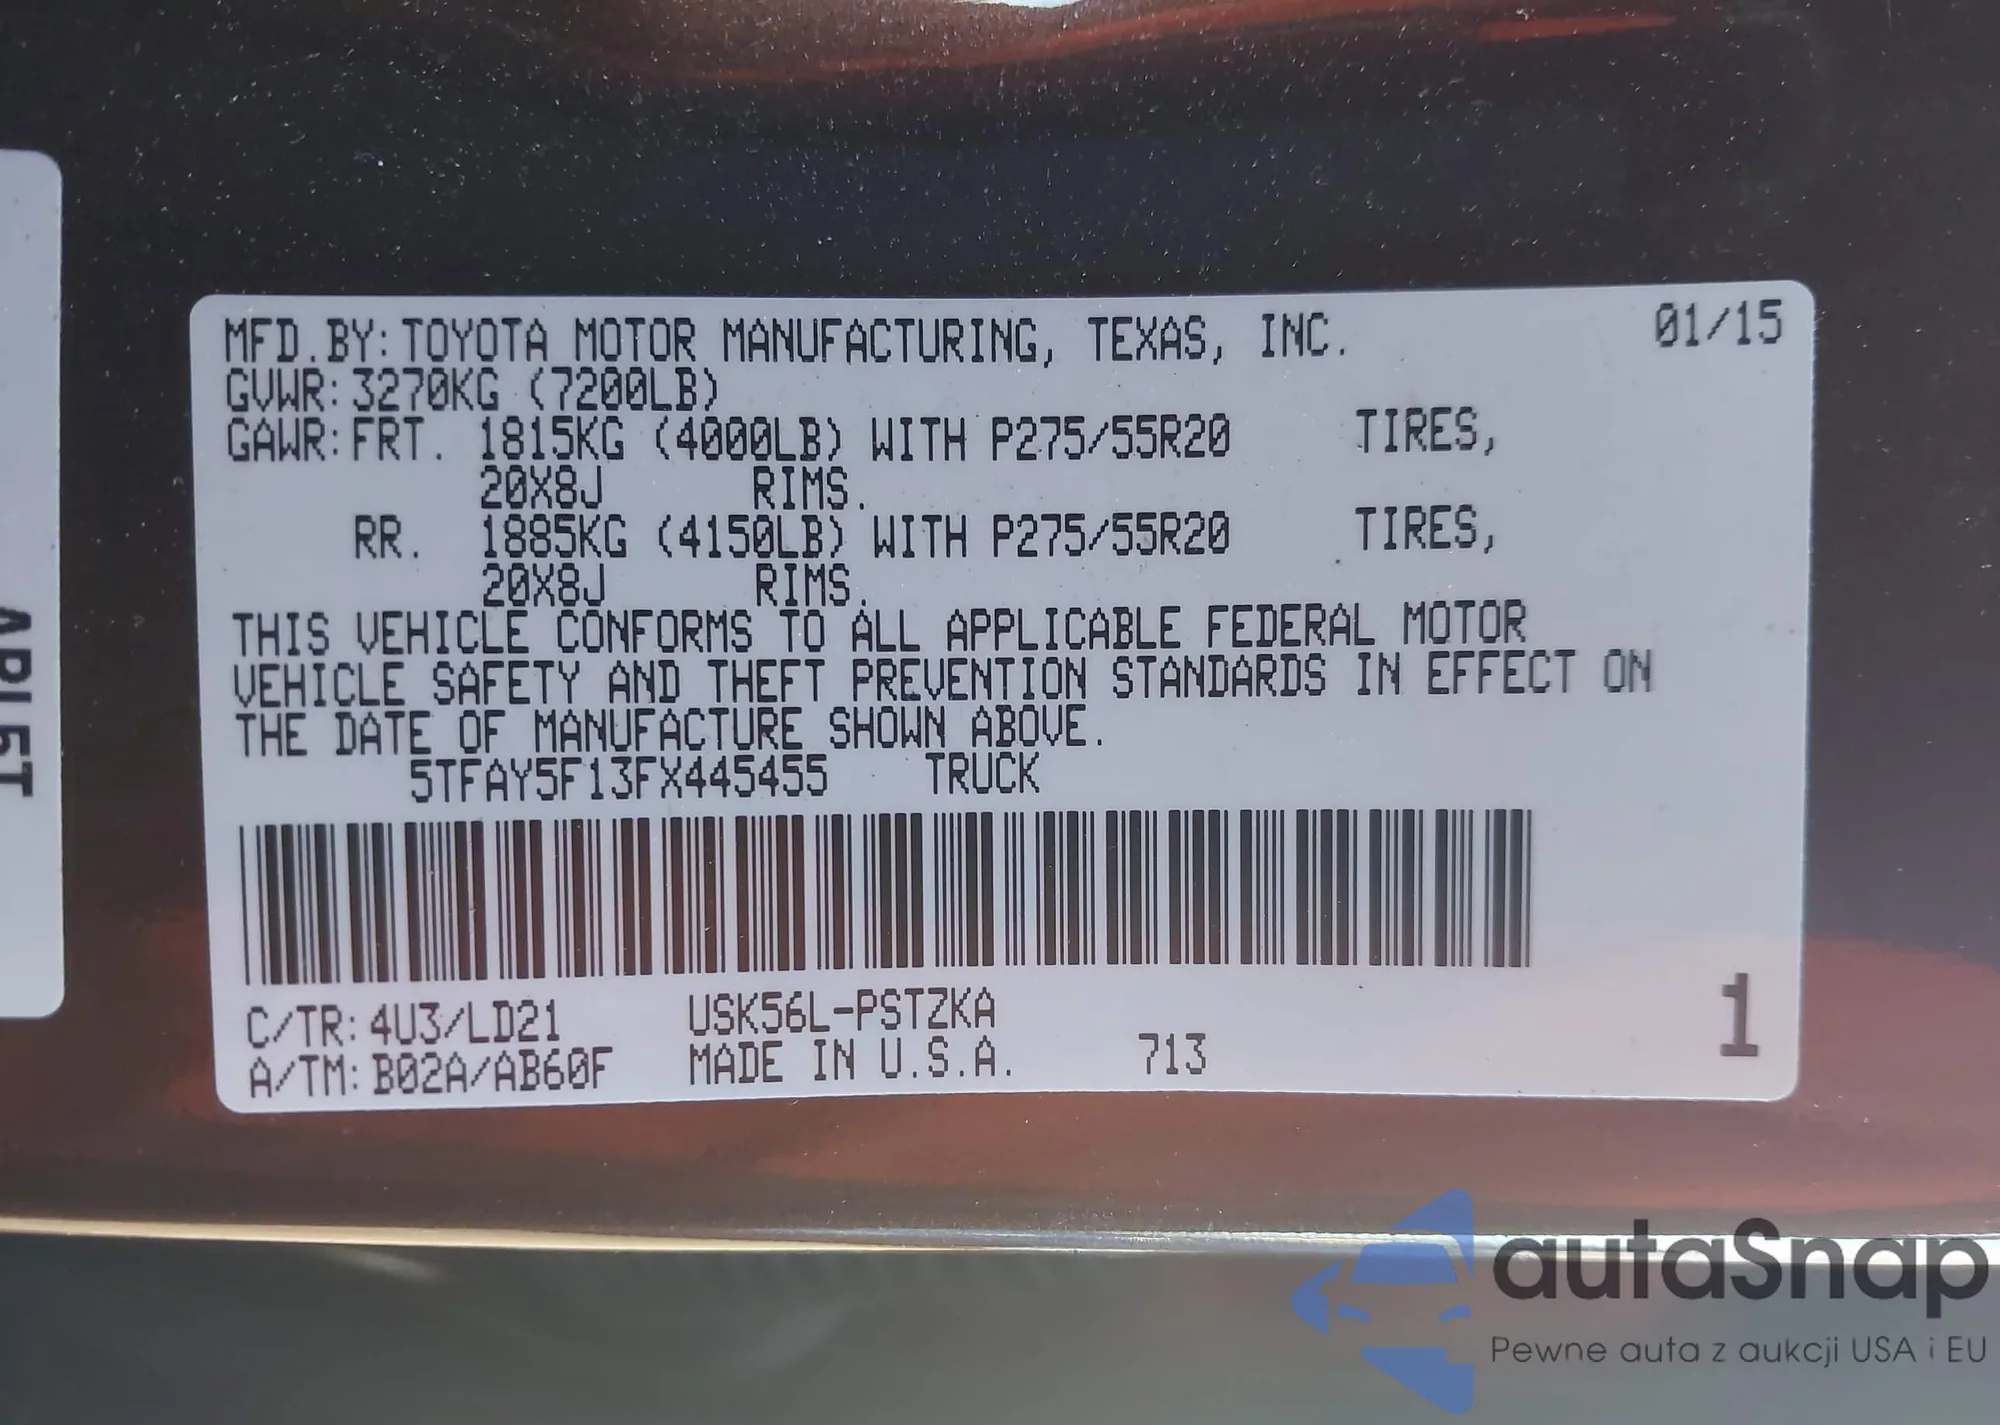 MFD.BY:TOYOTA MOTOR MANUFACTURING, TEXAS, INC. 01/15
GVWR:3270KG (7200LB)
GAWR:FRT. 1815KG (4000LB) WITH P275/55R20 TIRES,
20X8J RIMS.
RR. 1885KG (4150LB) WITH P275/55R20 TIRES,
20X8J RIMS.
THIS VEHICLE CONFORMS TO ALL APPLICABLE FEDERAL MOTOR
VEHICLE SAFETY AND THEFT PREVENTION STANDARDS IN EFFECT ON
THE DATE OF MANUFACTURE SHOWN ABOVE.
5TFAY5F13FX445455 TRUCK
C/TR:4U3/LD21 USK56L-PSTZKA
A/TM:B02A/AB60F MADE IN U.S.A. 713 1
autaSnap
Pewne auta z aukcji USA i EU